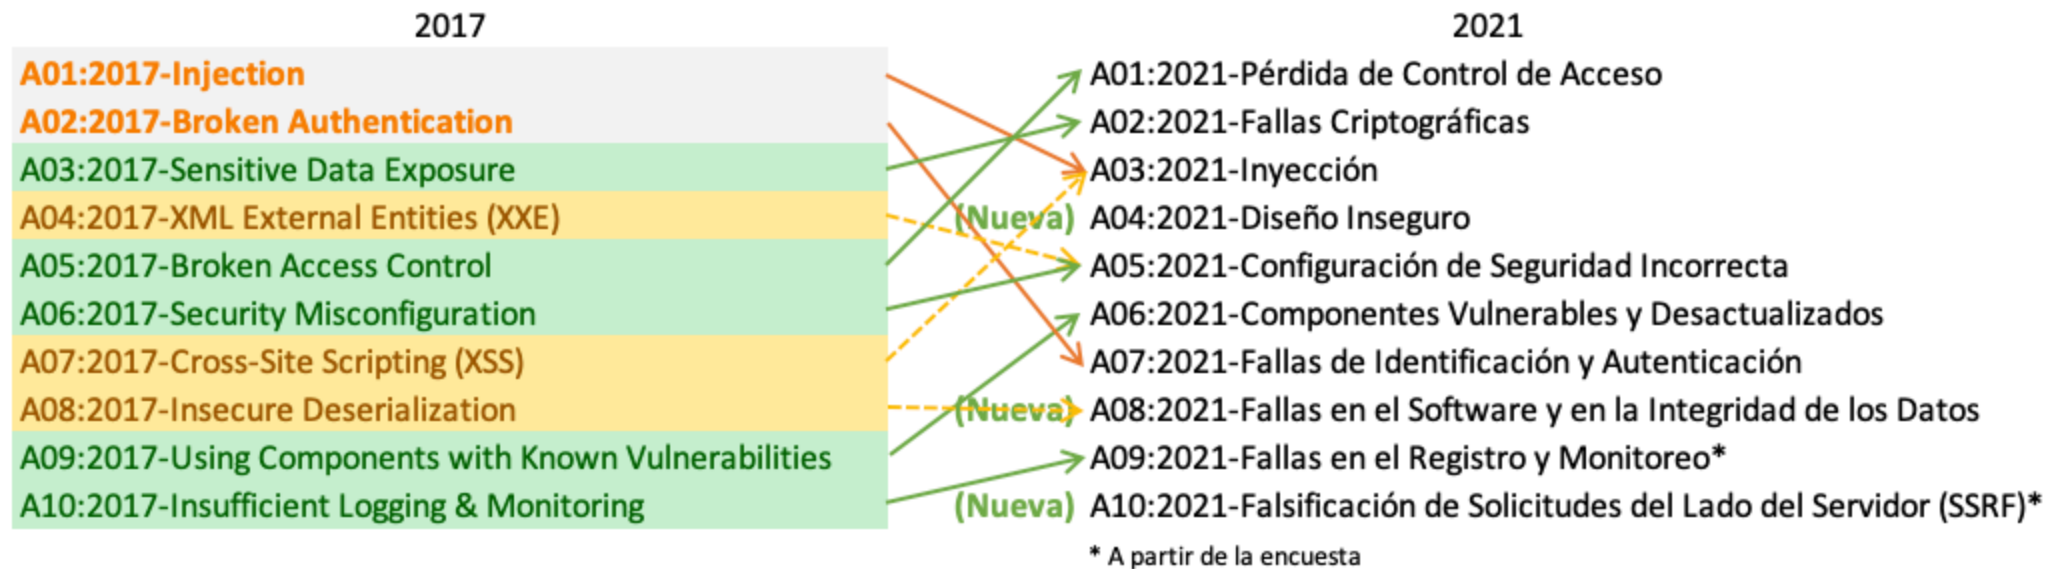 2017
2021
A01:2017-Injection
A02:2017-Broken Authentication
A03:2017-Sensitive Data Exposure
A04:2017-XML External Entities (XXE)
A05:2017-Broken Access Control
A06:2017-Security Misconfiguration
A07:2017-Cross-Site Scripting (XSS)
A08:2017-Insecure Deserialization
A09:2017-Using Components with Known Vulnerabilities
A10:2017-Insufficient Logging & Monitoring
A01:2021-Pérdida de Control de Acceso
A02:2021-Fallas Criptográficas
A03:2021-Inyección
(Nueva) A04:2021-Diseño Inseguro
A05:2021-Configuración de Seguridad Incorrecta
A06:2021-Componentes Vulnerables y Desactualizados
A07:2021-Fallas de Identificación y Autenticación
(Nueva) A08:2021-Fallas en el Software y en la Integridad de los Datos
A09:2021-Fallas en el Registro y Monitoreo*
(Nueva) A10:2021-Falsificación de Solicitudes del Lado del Servidor (SSRF)*
* A partir de la encuesta